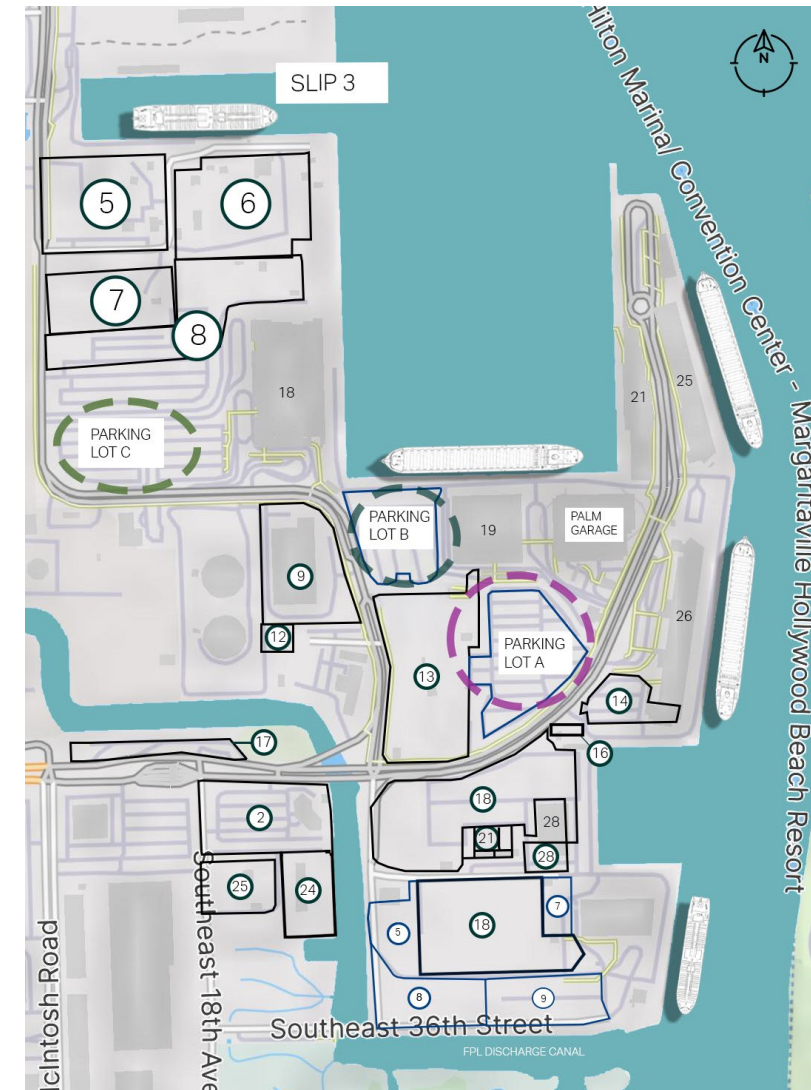 Hilton Marina/ Convention Center - Margaritaville Hollywood Beach Resort
N
SLIP 3
5
6
7
8
18
21
25
PARKING
LOT C
PARKING
LOT B
19
PALM
GARAGE
9
12
13
PARKING
LOT A
26
14
16
17
2
18
28
21
28
25
24
18
7
5
8
9
McIntosh Road
Southeast 18th Ave
Southeast 36th Street
FPL DISCHARGE CANAL